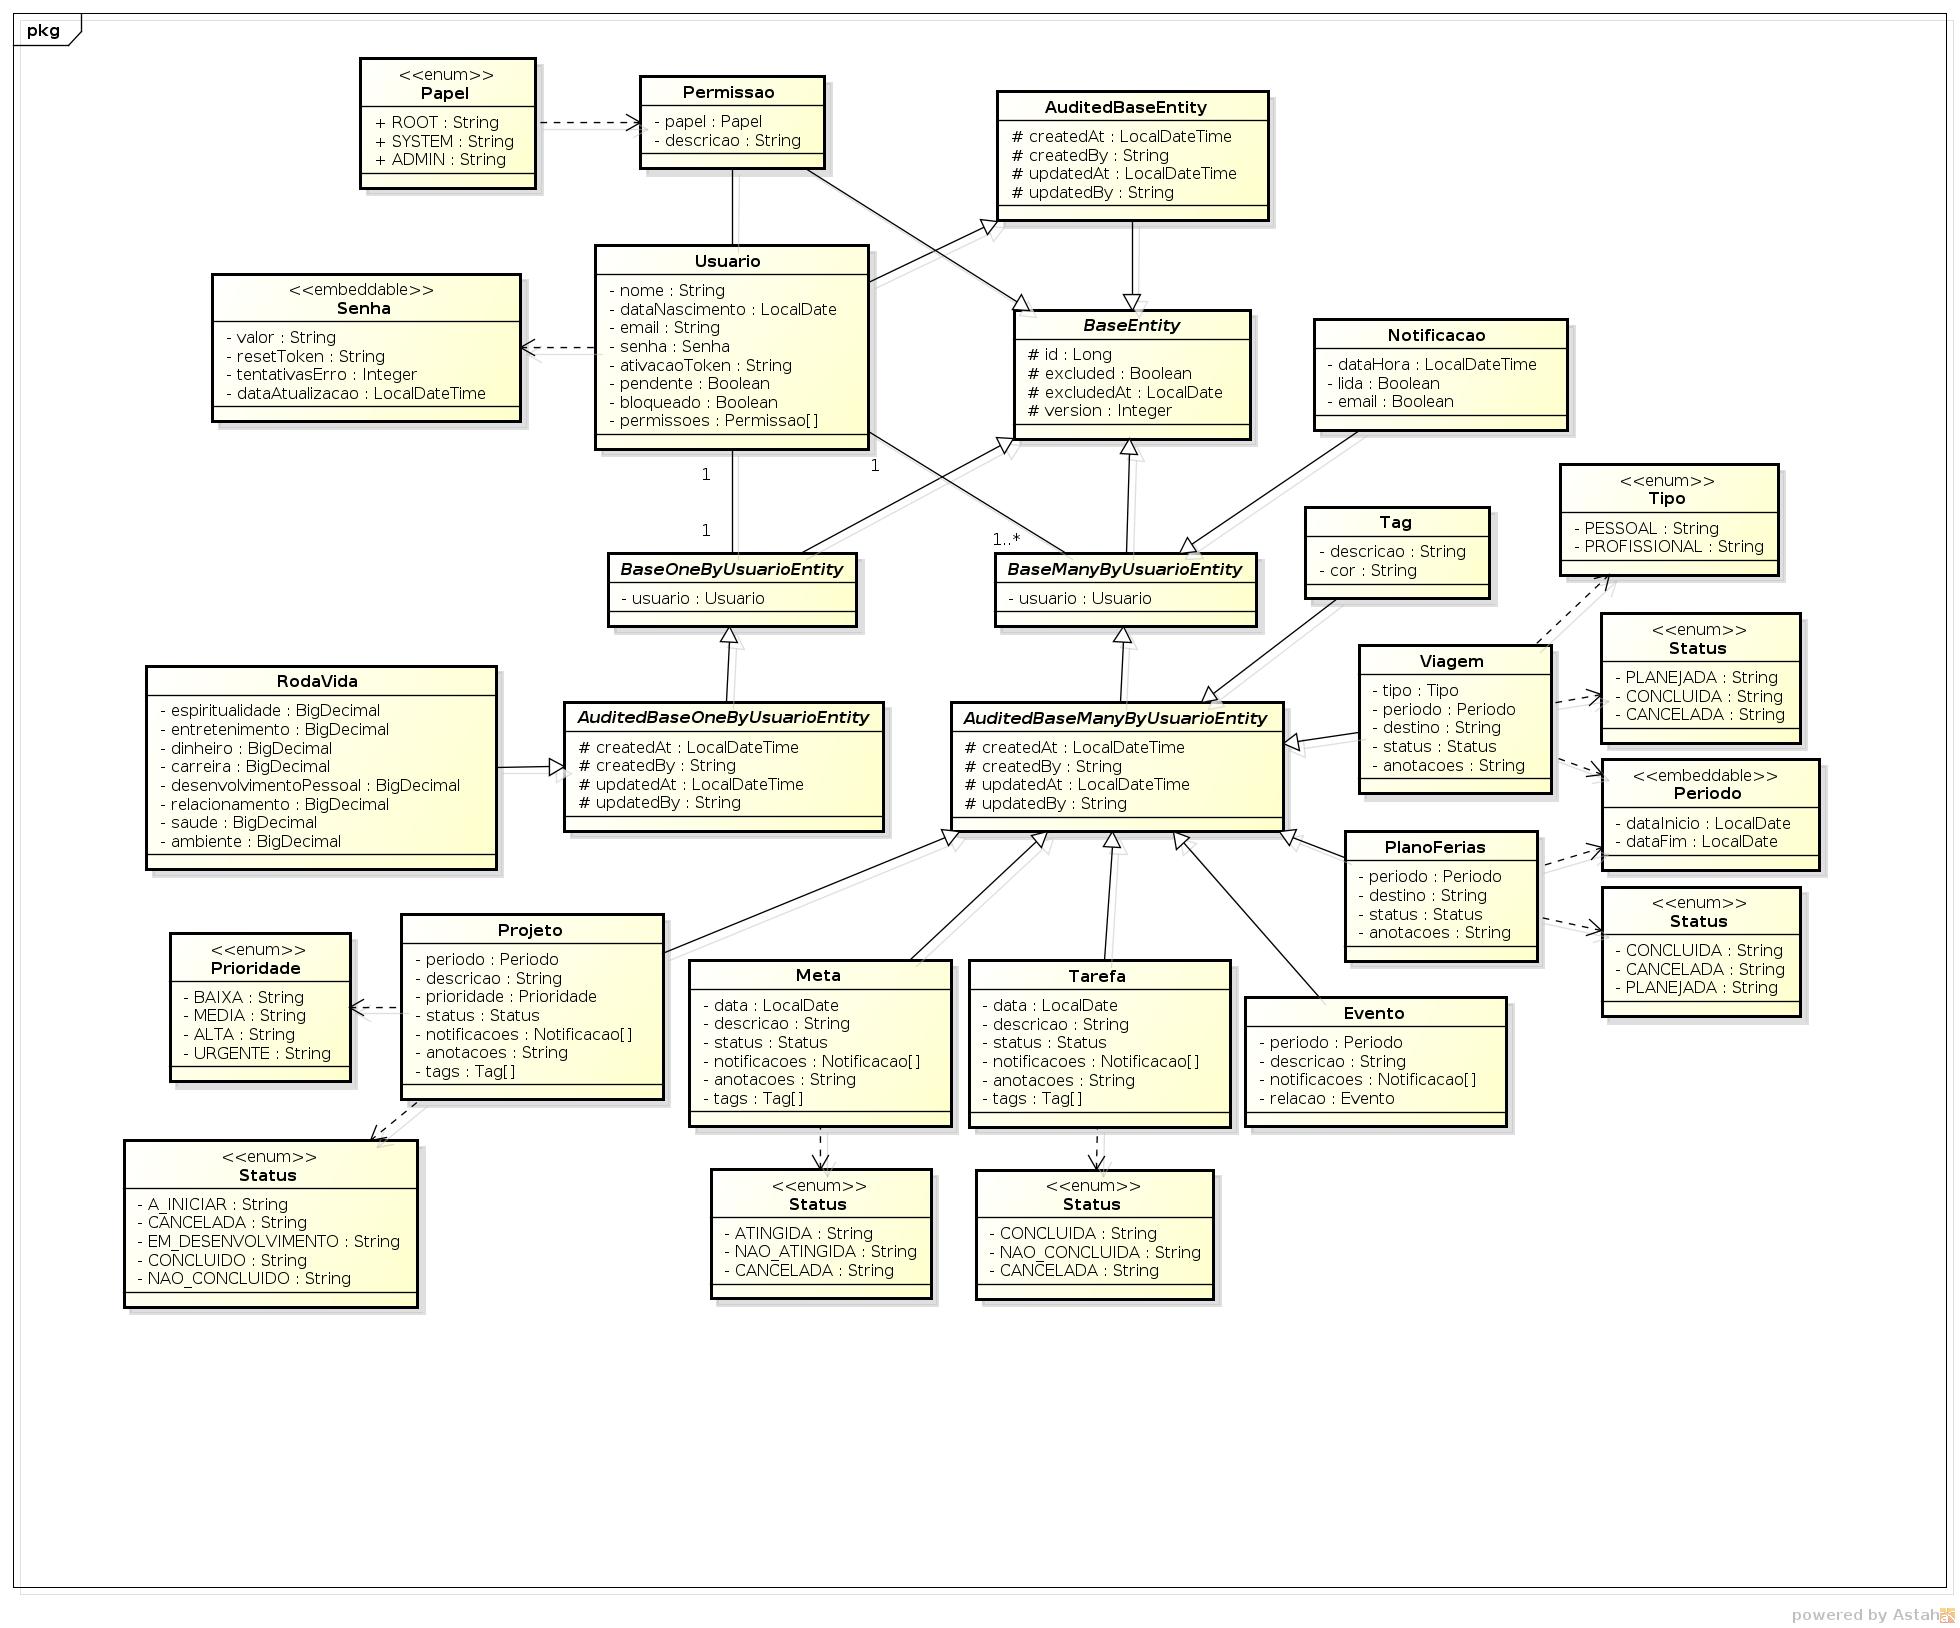 pkg
<<enum>>
Papel
+ ROOT : String
+ SYSTEM : String
+ ADMIN : String
Permissao
- papel : Papel
- descricao : String
AuditedBaseEntity
# createdAt : LocalDateTime
# createdBy : String
# updatedAt : LocalDateTime
# updatedBy : String
<<embeddable>>
Senha
- valor : String
- resetToken : String
- tentativasErro : Integer
- dataAtualizacao : LocalDateTime
Usuario
- nome : String
- dataNascimento : LocalDate
- email : String
- senha : Senha
- ativacaoToken : String
- pendente : Boolean
- bloqueado : Boolean
- permissoes : Permissao[]
BaseEntity
# id : Long
# excluded : Boolean
# excludedAt : LocalDate
# version : Integer
Notificacao
- dataHora : LocalDateTime
- lida : Boolean
- email : Boolean
1
1
1
1..*
<<enum>>
Tipo
- PESSOAL : String
- PROFISSIONAL : String
Tag
- descricao : String
- cor : String
BaseOneByUsuarioEntity
- usuario : Usuario
BaseManyByUsuarioEntity
- usuario : Usuario
<<enum>>
Status
- PLANEJADA : String
- CONCLUIDA : String
- CANCELADA : String
Viagem
- tipo : Tipo
- periodo : Periodo
- destino : String
- status : Status
- anotacoes : String
RodaVida
- espiritualidade : BigDecimal
- entretenimento : BigDecimal
- dinheiro : BigDecimal
- carreira : BigDecimal
- desenvolvimentoPessoal : BigDecimal
- relacionamento : BigDecimal
- saude : BigDecimal
- ambiente : BigDecimal
AuditedBaseOneByUsuarioEntity
# createdAt : LocalDateTime
# createdBy : String
# updatedAt : LocalDateTime
# updatedBy : String
AuditedBaseManyByUsuarioEntity
# createdAt : LocalDateTime
# createdBy : String
# updatedAt : LocalDateTime
# updatedBy : String
<<embeddable>>
Periodo
- dataInicio : LocalDate
- dataFim : LocalDate
PlanoFerias
- periodo : Periodo
- destino : String
- status : Status
- anotacoes : String
<<enum>>
Status
- CONCLUIDA : String
- CANCELADA : String
- PLANEJADA : String
<<enum>>
Prioridade
- BAIXA : String
- MEDIA : String
- ALTA : String
- URGENTE : String
Projeto
- periodo : Periodo
- descricao : String
- prioridade : Prioridade
- status : Status
- notificacoes : Notificacao[]
- anotacoes : String
- tags : Tag[]
Meta
- data : LocalDate
- descricao : String
- status : Status
- notificacoes : Notificacao[]
- anotacoes : String
- tags : Tag[]
Tarefa
- data : LocalDate
- descricao : String
- status : Status
- notificacoes : Notificacao[]
- anotacoes : String
- tags : Tag[]
Evento
- periodo : Periodo
- descricao : String
- notificacoes : Notificacao[]
- relacao : Evento
<<enum>>
Status
- A_INICIAR : String
- CANCELADA : String
- EM_DESENVOLVIMENTO : String
- CONCLUIDO : String
- NAO_CONCLUIDO : String
<<enum>>
Status
- ATINGIDA : String
- NAO_ATINGIDA : String
- CANCELADA : String
<<enum>>
Status
- CONCLUIDA : String
- NAO_CONCLUIDA : String
- CANCELADA : String
powered by Astah